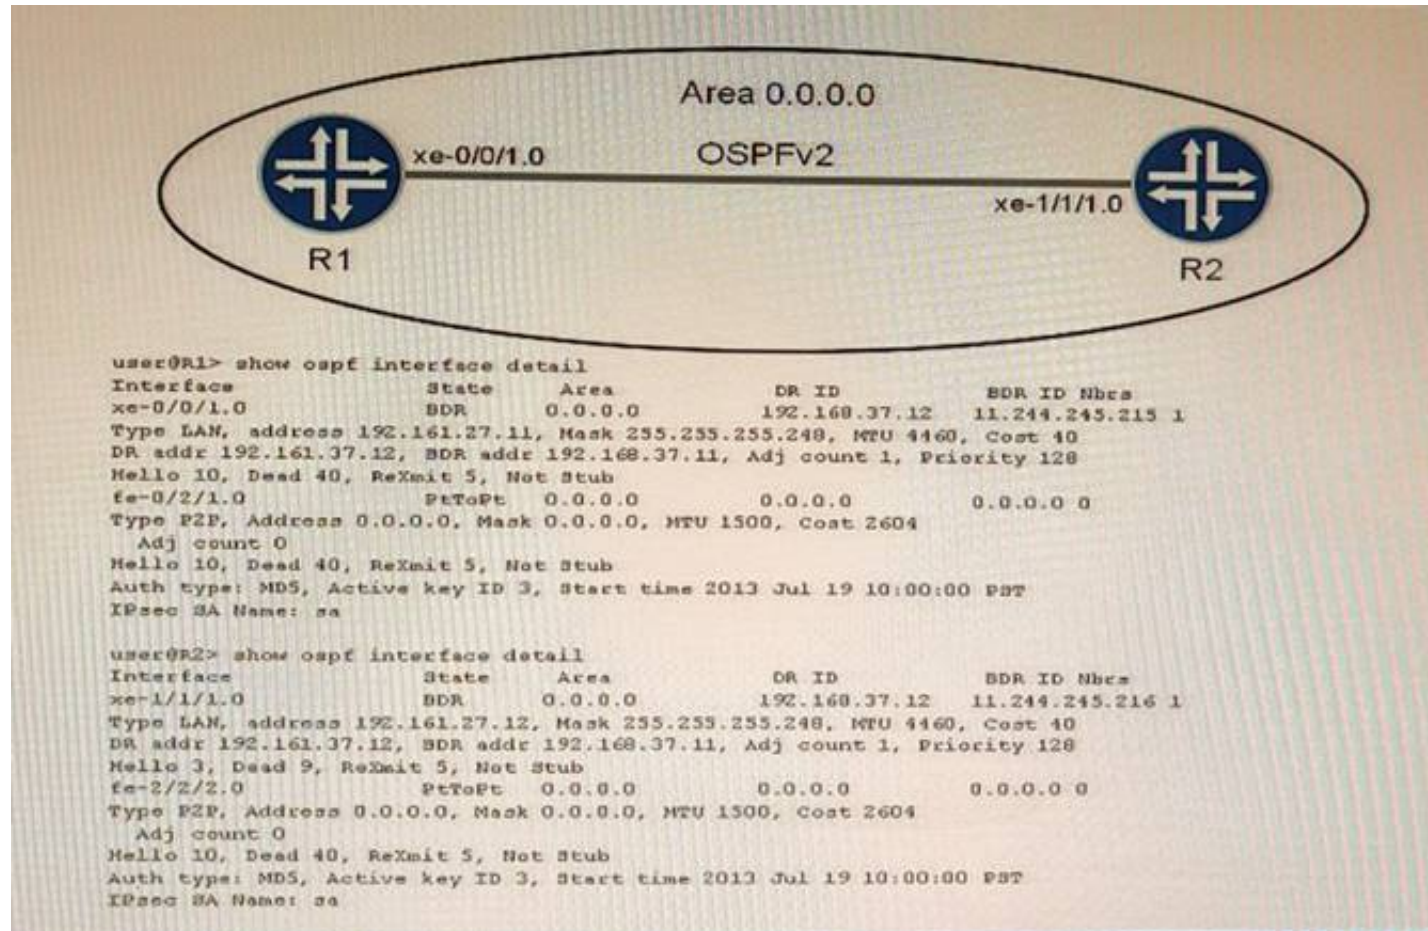 Area 0.0.0.0
xe-0/0/1.0 OSPFv2
xe-1/1/1.0
R1
R2
user@R1> show ospf interface detail
Interface State Area DR ID BDR ID Nbrs
xe-0/0/1.0 BDR 0.0.0.0 192.168.37.12 11.244.245.215 1
Type LAN, address 192.161.27.11, Mask 255.255.255.248, MTU 4460, Cost 40
DR addr 192.161.37.12, BDR addr 192.168.37.11, Adj count 1, Priority 128
Hello 10, Dead 40, ReXmit 5, Not Stub
fe-0/2/1.0 PtToPt 0.0.0.0 0.0.0.0 0.0.0.0 0
Type P2P, Address 0.0.0.0, Mask 0.0.0.0, MTU 1500, Cost 2604
Adj count 0
Hello 10, Dead 40, ReXmit 5, Not Stub
Auth type: MD5, Active key ID 3, Start time 2013 Jul 19 10:00:00 PST
IPsec SA Name: sa
user@R2> show ospf interface detail
Interface State Area DR ID BDR ID Nbrs
xe-1/1/1.0 BDR 0.0.0.0 192.168.37.12 11.244.245.216 1
Type LAN, address 192.161.27.12, Mask 255.255.255.248, MTU 4460, Cost 40
DR addr 192.161.37.12, BDR addr 192.168.37.11, Adj count 1, Priority 128
Hello 3, Dead 9, ReXmit 5, Not Stub
fe-2/2/2.0 PtToPt 0.0.0.0 0.0.0.0 0.0.0.0 0
Type P2P, Address 0.0.0.0, Mask 0.0.0.0, MTU 1500, Cost 2604
Adj count 0
Hello 10, Dead 40, ReXmit 5, Not Stub
Auth type: MD5, Active key ID 3, Start time 2013 Jul 19 10:00:00 PST
IPsec SA Name: sa